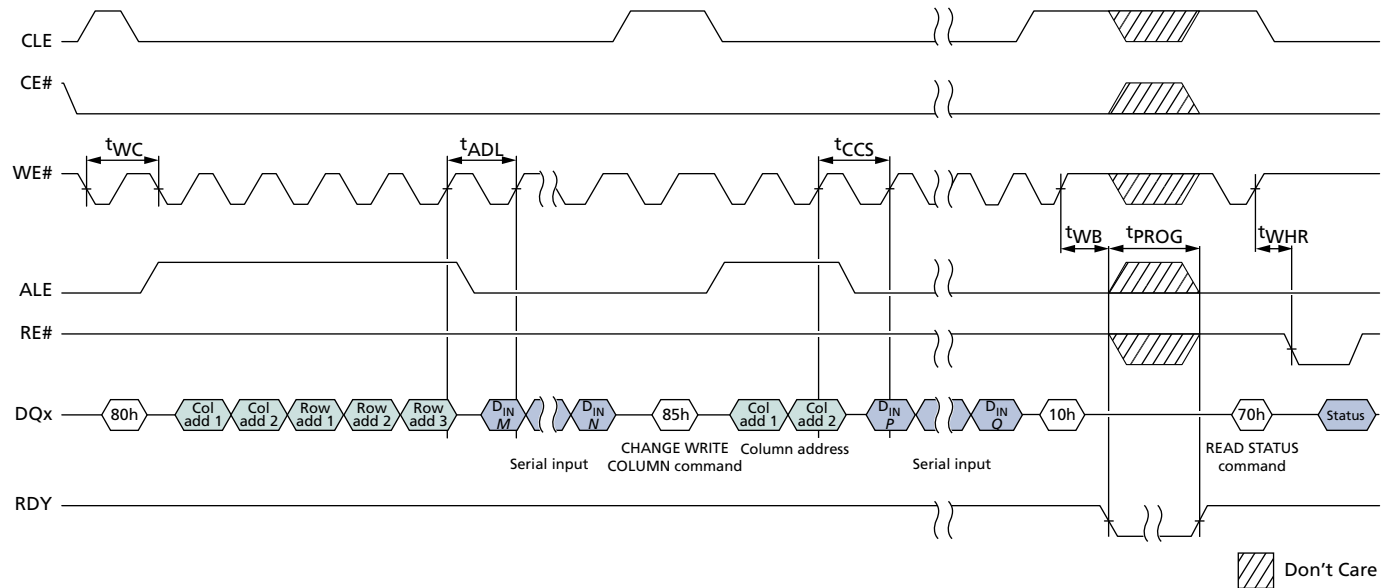 CLE
CE#
tWC
tADL
tCCS
WE#
tWB
tPROG
tWHR
ALE
RE#
DQx
80h
Col add 1
Col add 2
Row add 1
Row add 2
Row add 3
DIN M
DIN N
85h
Col add 1
Col add 2
DIN P
DIN Q
10h
70h
Status
Serial input
CHANGE WRITE
COLUMN command
Column address
Serial input
READ STATUS
command
RDY
Don't Care